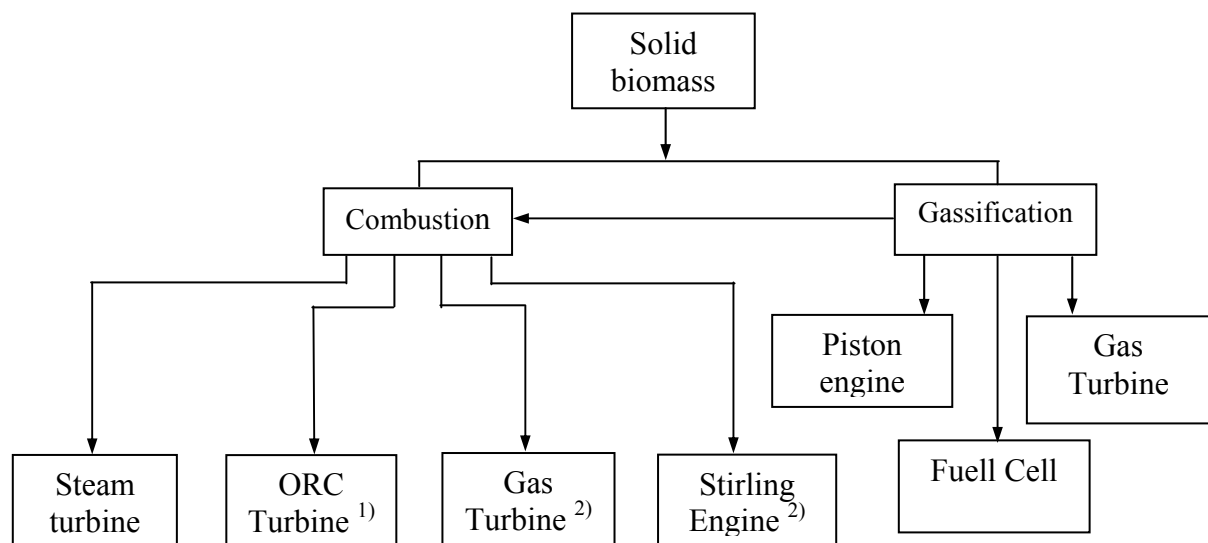 Solid
biomass
Combustion
Gassification
Piston
engine
Gas
Turbine
Steam
turbine
ORC
Turbine 1)
Gas
Turbine 2)
Stirling
Engine 2)
Fuell Cell